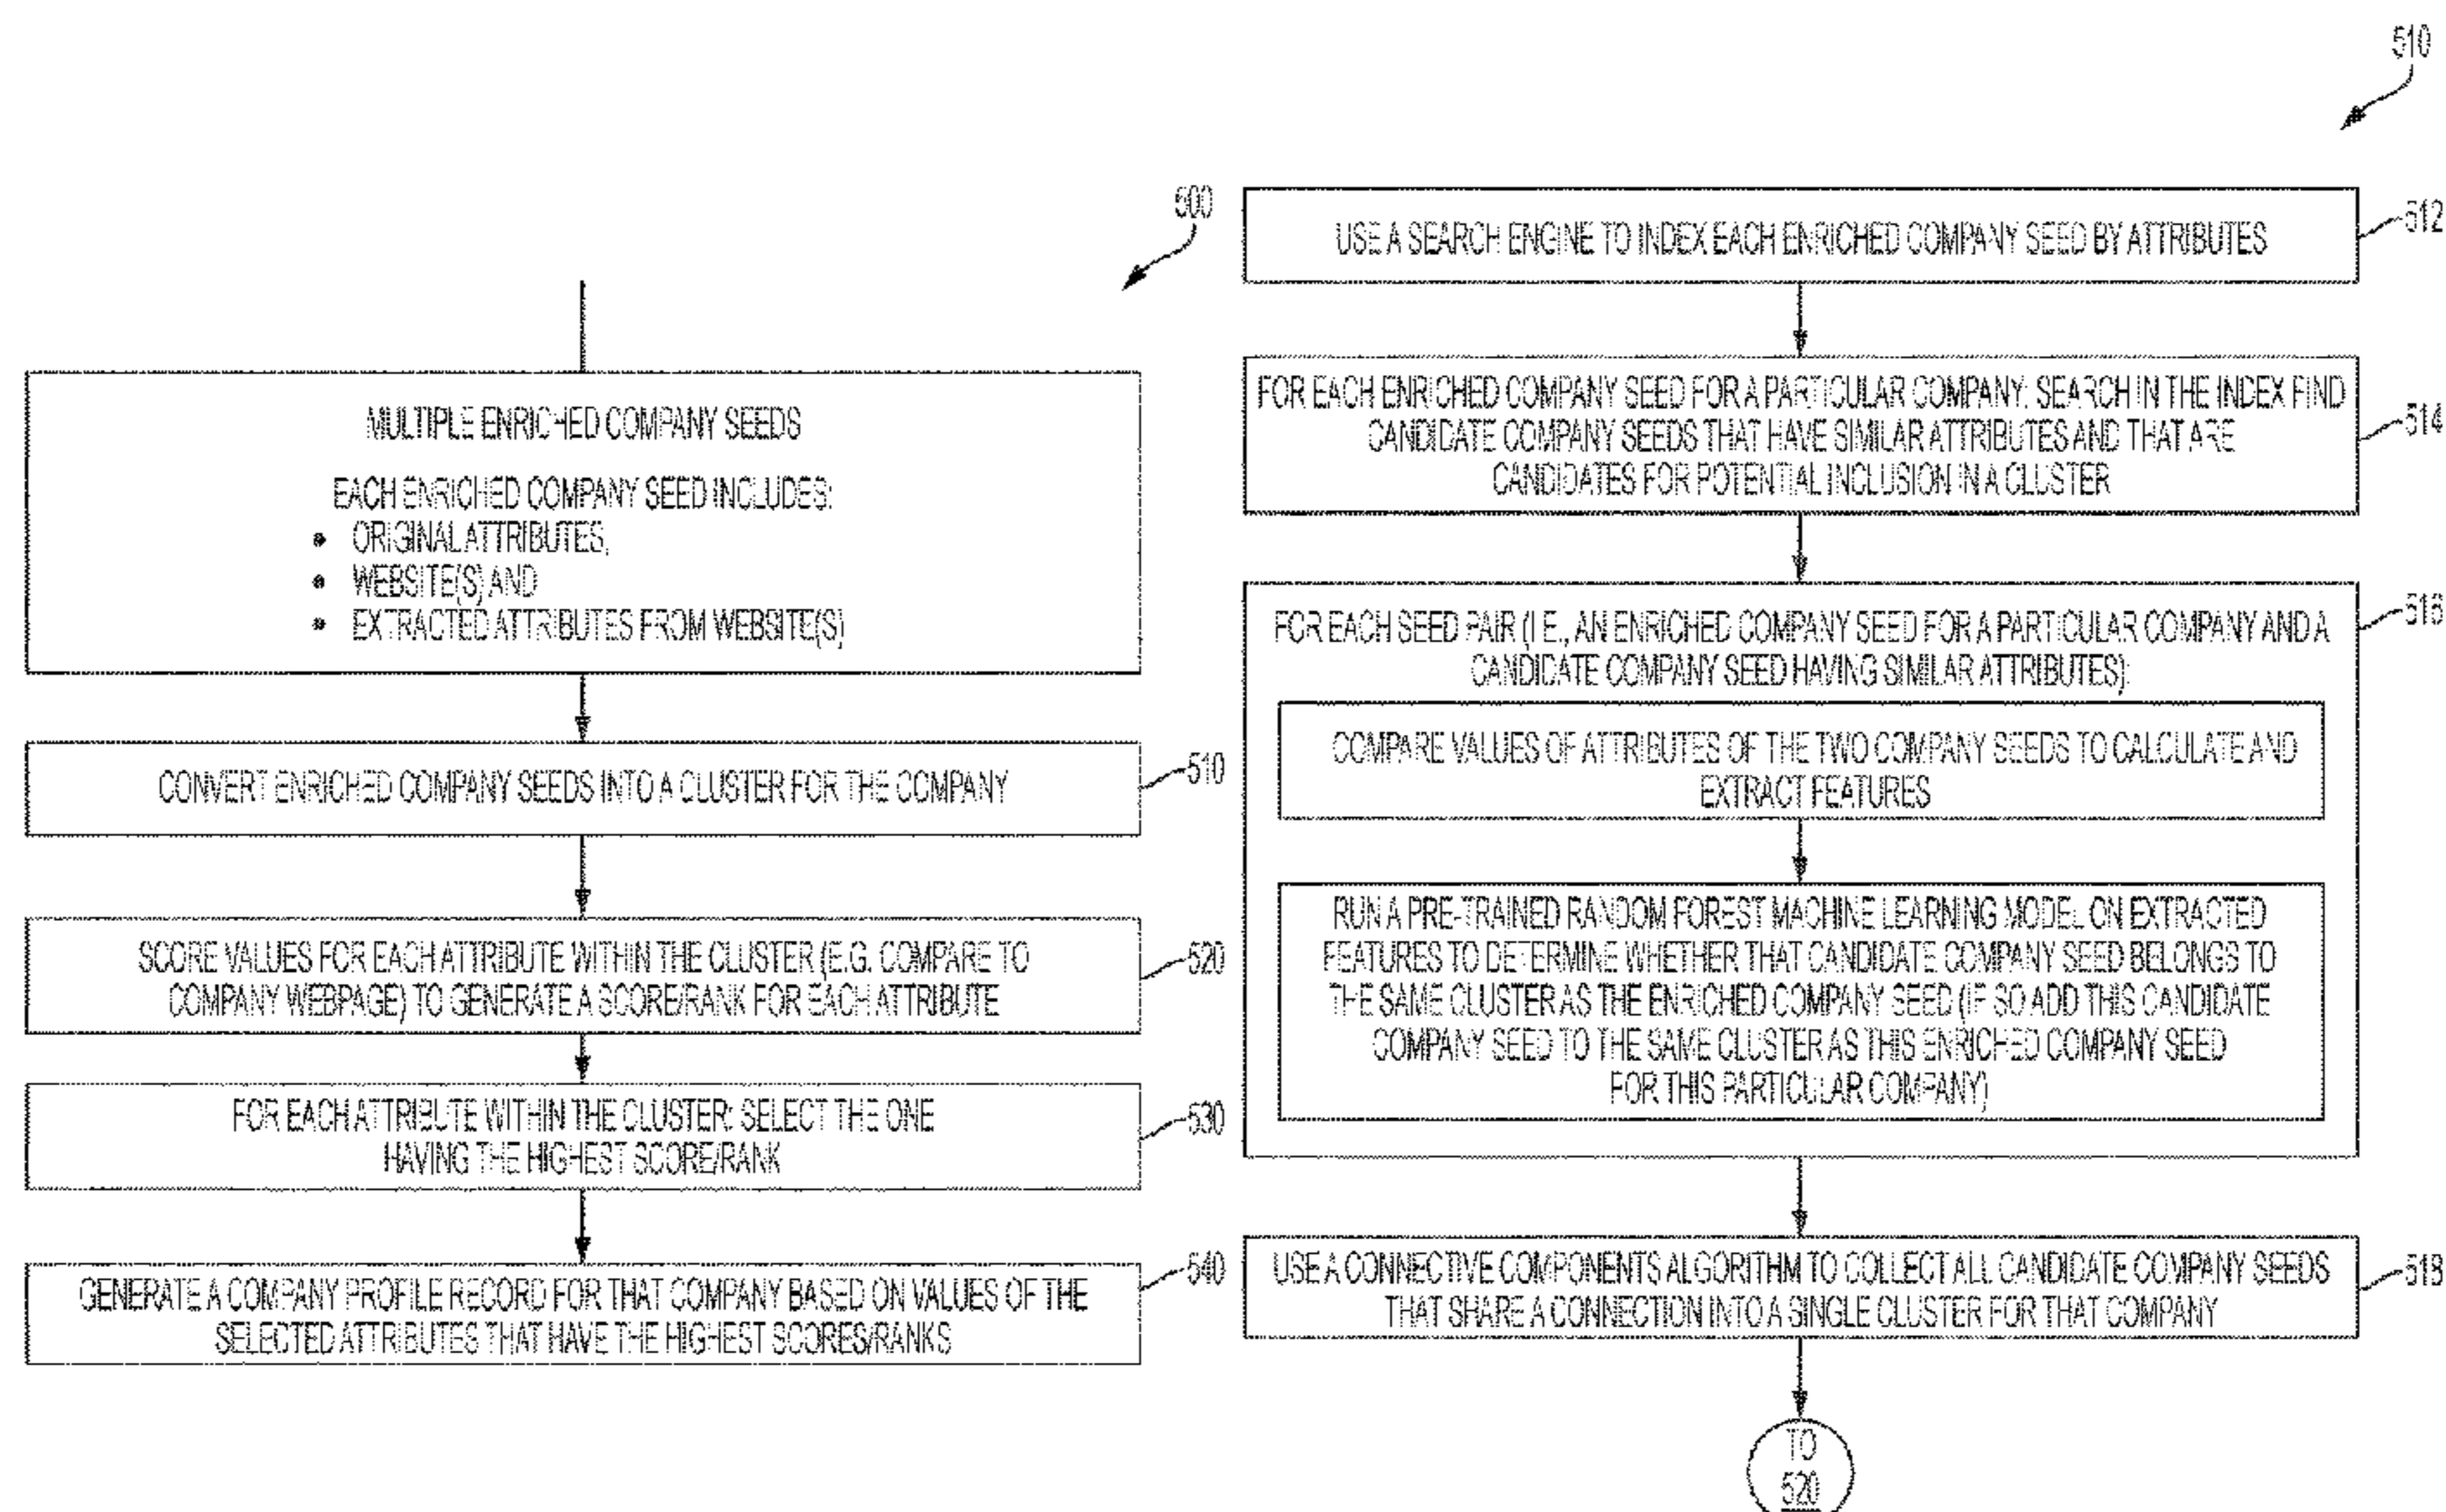 500
MULTIPLE ENRICHED COMPANY SEEDS
EACH ENRICHED COMPANY SEED INCLUDES:
• ORIGINAL ATTRIBUTES,
• WEBSITE(S) AND
• EXTRACTED ATTRIBUTES FROM WEBSITE(S)
CONVERT ENRICHED COMPANY SEEDS INTO A CLUSTER FOR THE COMPANY
510
SCORE VALUES FOR EACH ATTRIBUTE WITHIN THE CLUSTER (E.G. COMPARE TO
COMPANY WEBPAGE) TO GENERATE A SCORE/RANK FOR EACH ATTRIBUTE
520
FOR EACH ATTRIBUTE WITHIN THE CLUSTER: SELECT THE ONE
HAVING THE HIGHEST SCORE/RANK
530
GENERATE A COMPANY PROFILE RECORD FOR THAT COMPANY BASED ON VALUES OF THE
SELECTED ATTRIBUTES THAT HAVE THE HIGHEST SCORES/RANKS
540
510
USE A SEARCH ENGINE TO INDEX EACH ENRICHED COMPANY SEED BY ATTRIBUTES
512
FOR EACH ENRICHED COMPANY SEED FOR A PARTICULAR COMPANY: SEARCH IN THE INDEX FIND
CANDIDATE COMPANY SEEDS THAT HAVE SIMILAR ATTRIBUTES AND THAT ARE
CANDIDATES FOR POTENTIAL INCLUSION IN A CLUSTER
514
FOR EACH SEED PAIR (I.E., AN ENRICHED COMPANY SEED FOR A PARTICULAR COMPANY AND A
CANDIDATE COMPANY SEED HAVING SIMILAR ATTRIBUTES):
516
COMPARE VALUES OF ATTRIBUTES OF THE TWO COMPANY SEEDS TO CALCULATE AND
EXTRACT FEATURES
RUN A PRE-TRAINED RANDOM FOREST MACHINE LEARNING MODEL ON EXTRACTED
FEATURES TO DETERMINE WHETHER THAT CANDIDATE COMPANY SEED BELONGS TO
THE SAME CLUSTER AS THE ENRICHED COMPANY SEED (IF SO ADD THIS CANDIDATE
COMPANY SEED TO THE SAME CLUSTER AS THIS ENRICHED COMPANY SEED
FOR THIS PARTICULAR COMPANY)
USE A CONNECTIVE COMPONENTS ALGORITHM TO COLLECT ALL CANDIDATE COMPANY SEEDS
THAT SHARE A CONNECTION INTO A SINGLE CLUSTER FOR THAT COMPANY
518
TO
520